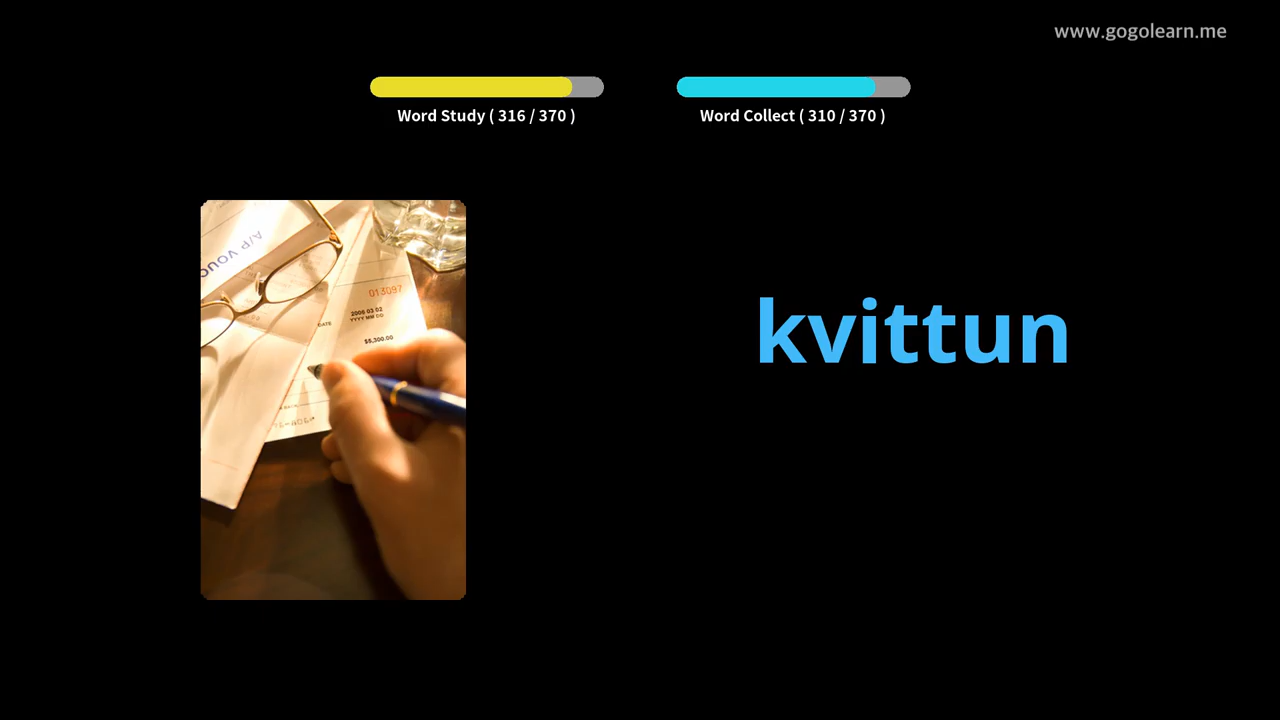 www.gogolearn.me
Word Study ( 316 / 370 )
Word Collect ( 310 / 370 )
A/P VOUC
013097
2006 03 02
DATE
YYYY MM DD
$5,300.00
kvittun